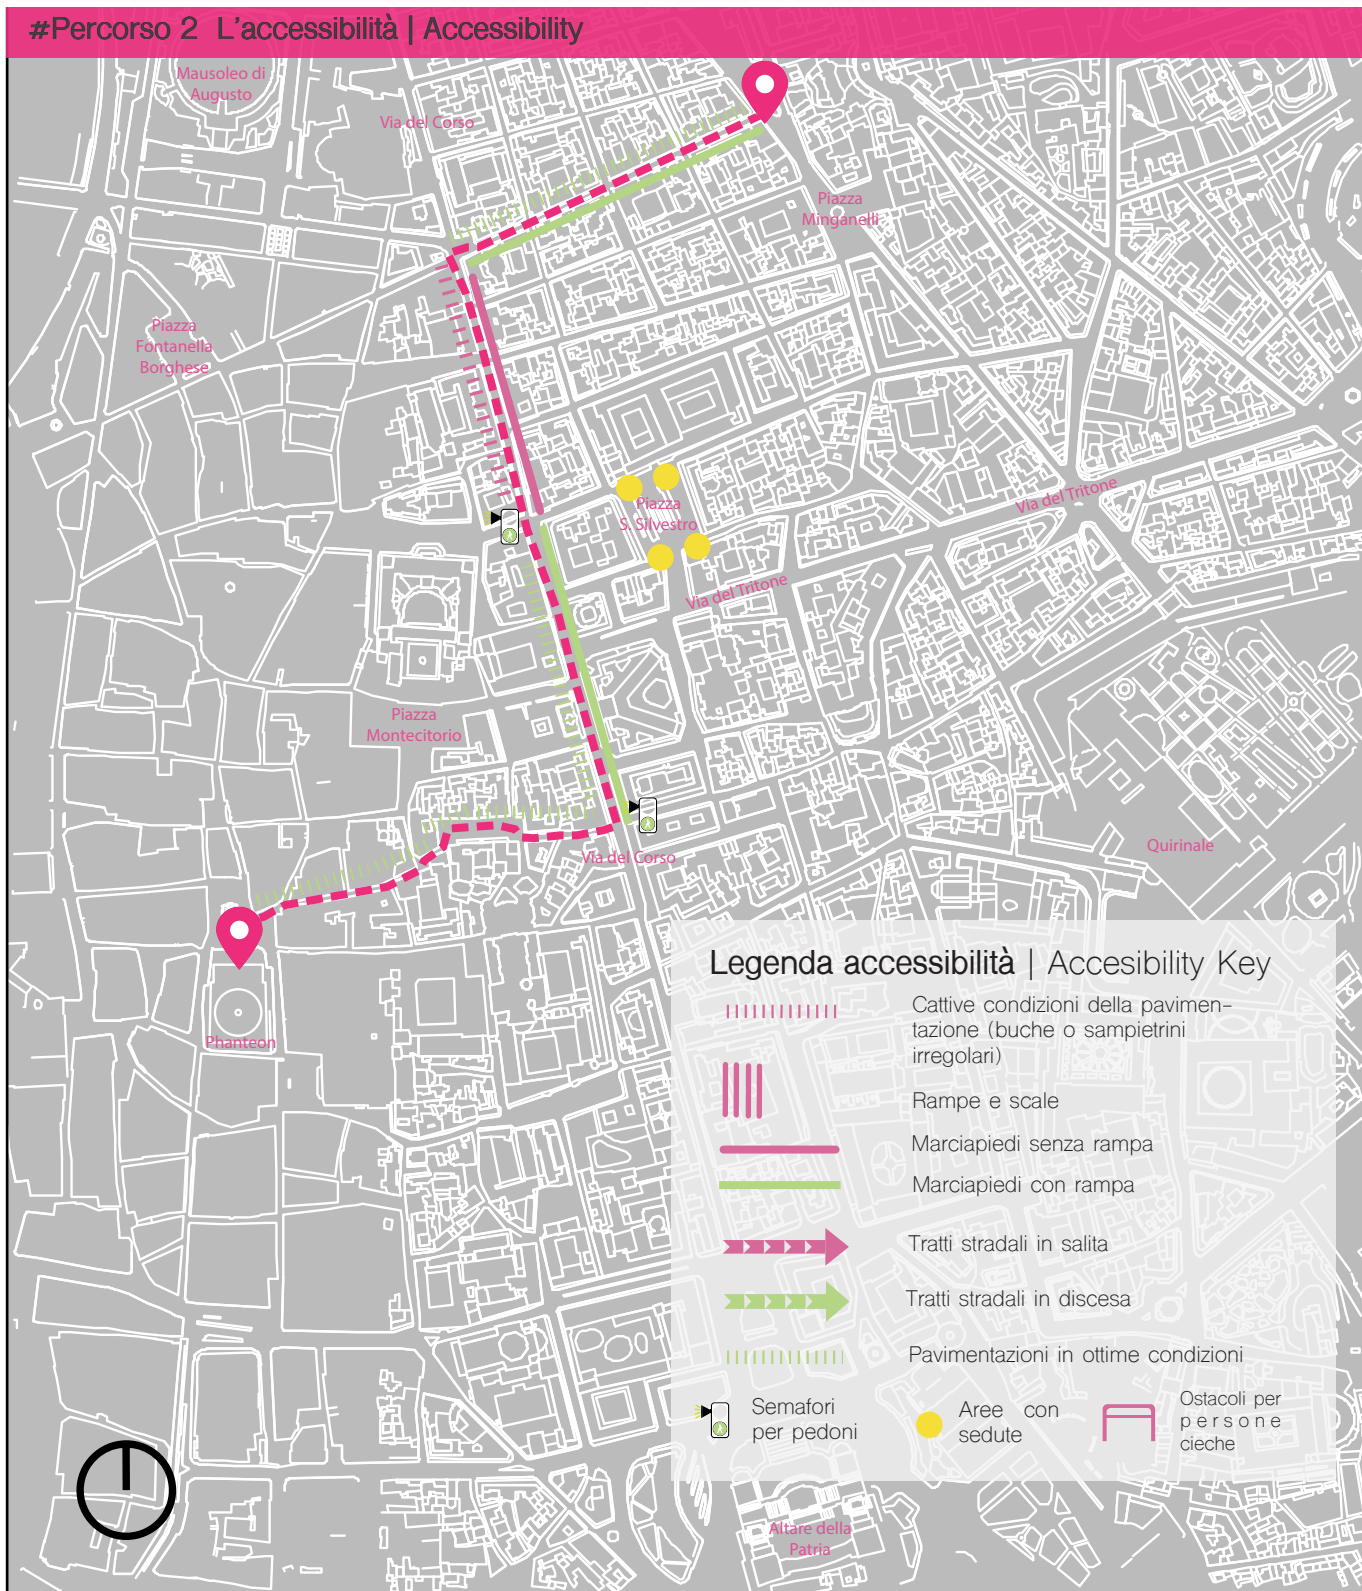 #Percorso 2 L'accessibilità | Accessibility
Mausoleo di
Augusto
Via del Corso
Piazza
Minganelli
Piazza
Fontanella
Borghese
Piazza
S. Silvestro
Via del Tritone
Via del Tritone
Piazza
Montecitorio
Via del Corso
Quirinale
Phanteon
Legenda accessibilità | Accesibility Key
Cattive condizioni della pavimen-
tazione (buche o sampietrini
irregolari)
Rampe e scale
Marciapiedi senza rampa
Marciapiedi con rampa
Tratti stradali in salita
Tratti stradali in discesa
Pavimentazioni in ottime condizioni
Semafori
per pedoni
Aree con
sedute
Ostacoli per
persone
cieche
Altare della
Patria